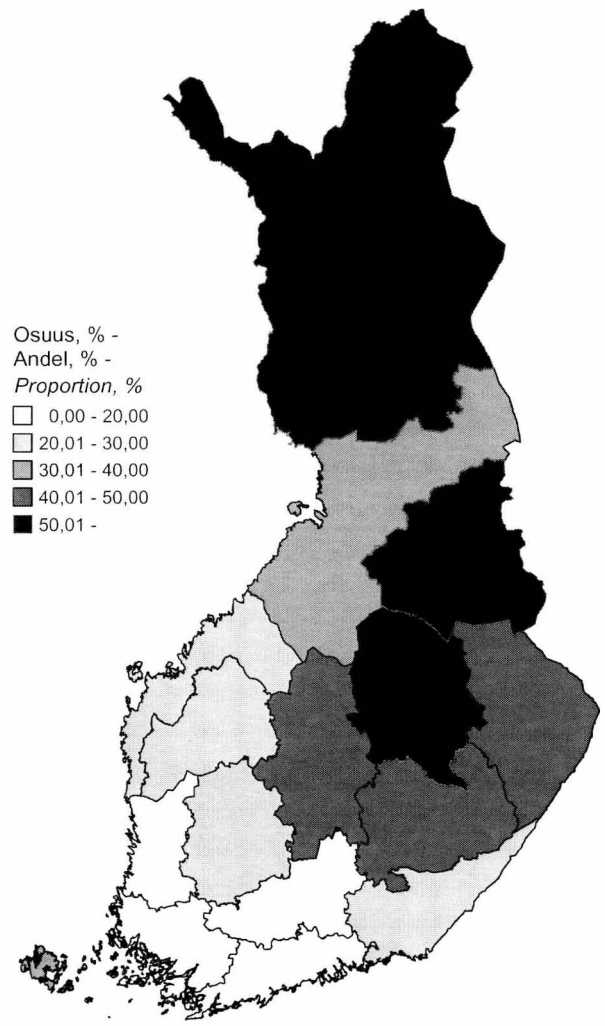 Osuus, % -
Andel, % -
Proportion, %
0,00 - 20,00
20,01 - 30,00
30,01 - 40,00
40,01 - 50,00
50,01 -